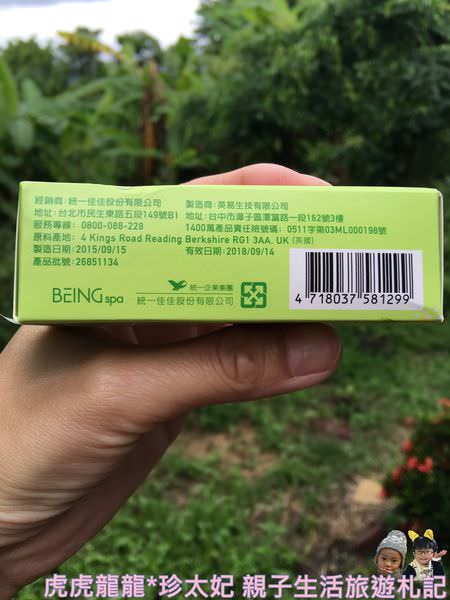 經銷商：統一佳佳股份有限公司
地址：台北市民生東路五段149號B1
服務專線：0800-088-228
製造商：英易生技有限公司
地址：台中市潭子區潭富路一段162號3樓
1400萬產品責任險號碼：0511字第03ML000198號
原料產地：4 Kings Road Reading Berkshire RG1 3AA. UK (英國)
製造日期：2015/09/15
有效日期：2018/09/14
產品批號：26851134
BEING spa
統一企業集團
統一佳佳股份有限公司
4 718037 581299
虎虎龍龍*珍太妃 親子生活旅遊札記